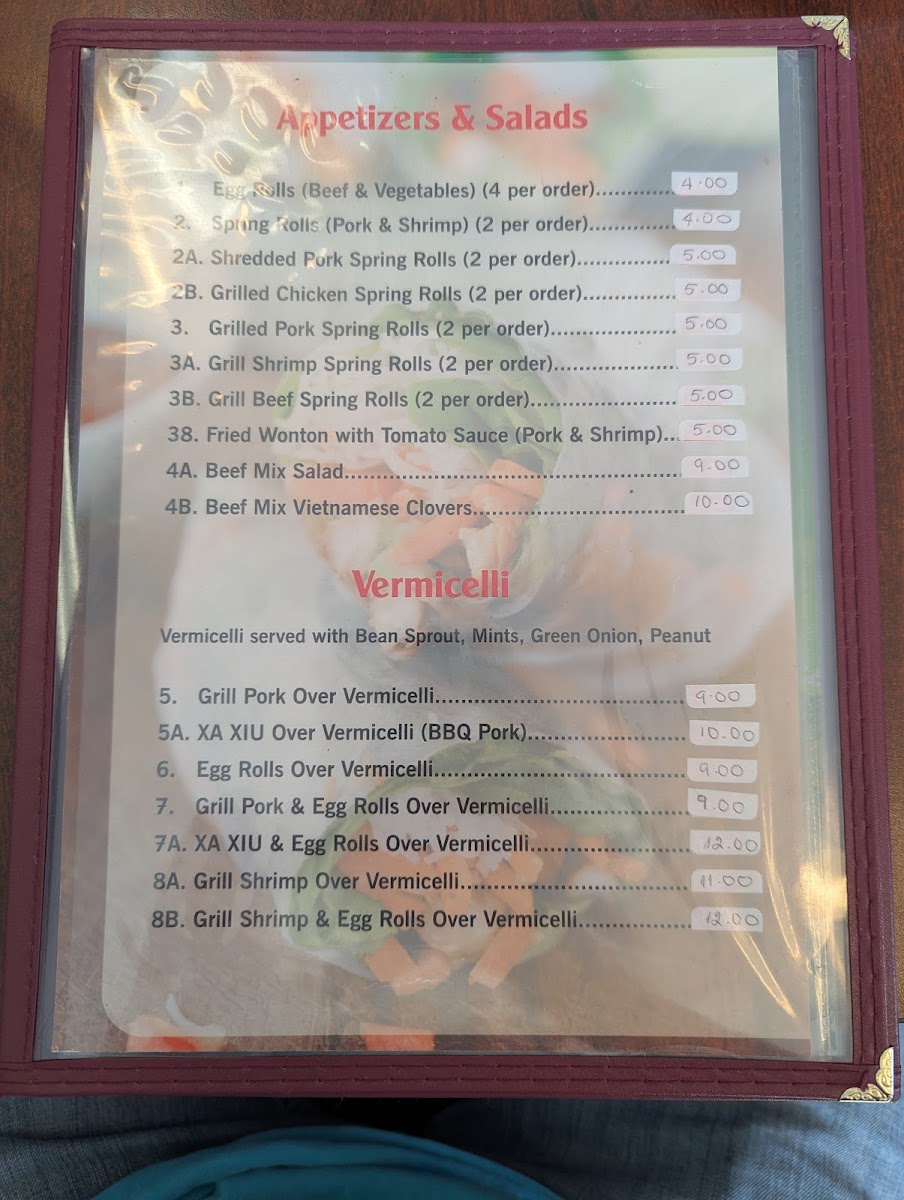 Appetizers & Salads
Egg Rolls (Beef & Vegetables) (4 per order)............ 4.00
2. Spring Rolls (Pork & Shrimp) (2 per order)............ 4.00
2A. Shredded Pork Spring Rolls (2 per order)............ 5.00
2B. Grilled Chicken Spring Rolls (2 per order)............ 5.00
3. Grilled Pork Spring Rolls (2 per order)............ 5.00
3A. Grill Shrimp Spring Rolls (2 per order)............ 5.00
3B. Grill Beef Spring Rolls (2 per order)............ 5.00
38. Fried Wonton with Tomato Sauce (Pork & Shrimp)... 5.00
4A. Beef Mix Salad............ 9.00
4B. Beef Mix Vietnamese Clovers............ 10.00
Vermicelli
Vermicelli served with Bean Sprout, Mints, Green Onion, Peanut
5. Grill Pork Over Vermicelli............ 9.00
5A. XA XIU Over Vermicelli (BBQ Pork)............ 10.00
6. Egg Rolls Over Vermicelli............ 9.00
7. Grill Pork & Egg Rolls Over Vermicelli............ 9.00
7A. XA XIU & Egg Rolls Over Vermicelli............ 12.00
8A. Grill Shrimp Over Vermicelli............ 11.00
8B. Grill Shrimp & Egg Rolls Over Vermicelli............ 12.00